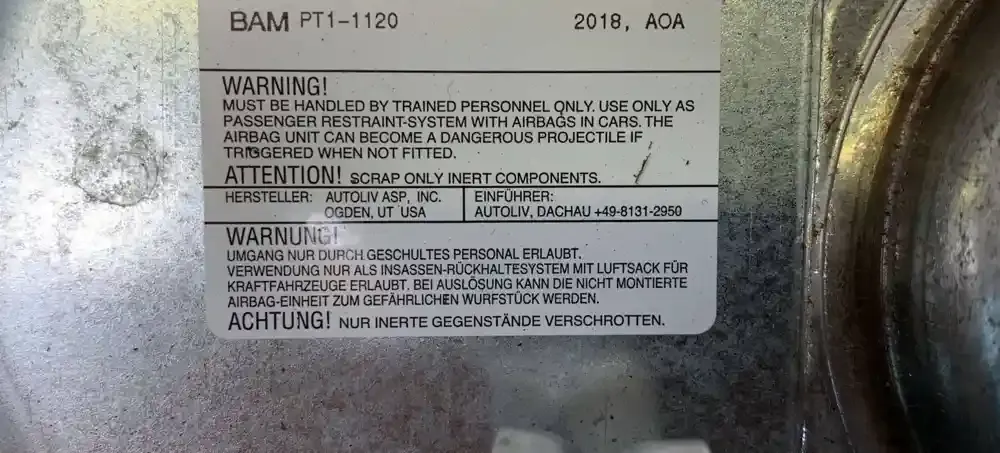 BAM PT1-1120 2018, AOA
WARNING!
MUST BE HANDLED BY TRAINED PERSONNEL ONLY. USE ONLY AS
PASSENGER RESTRAINT-SYSTEM WITH AIRBAGS IN CARS. THE
AIRBAG UNIT CAN BECOME A DANGEROUS PROJECTILE IF
TRIGGERED WHEN NOT FITTED.
ATTENTION! SCRAP ONLY INERT COMPONENTS.
HERSTELLER: AUTOLIV ASP, INC.
OGDEN, UT USA
EINFÜHRER:
AUTOLIV, DACHAU +49-8131-2950
WARNUNG!
UMGANG NUR DURCH GESCHULTES PERSONAL ERLAUBT.
VERWENDUNG NUR ALS INSASSEN-RÜCKHALTESYSTEM MIT LUFTSACK FÜR
KRAFTFAHRZEUGE ERLAUBT. BEI AUSLÖSUNG KANN DIE NICHT MONTIERTE
AIRBAG-EINHEIT ZUM GEFÄHRLICHEN WURFSTÜCK WERDEN.
ACHTUNG! NUR INERTE GEGENSTÄNDE VERSCHROTTEN.